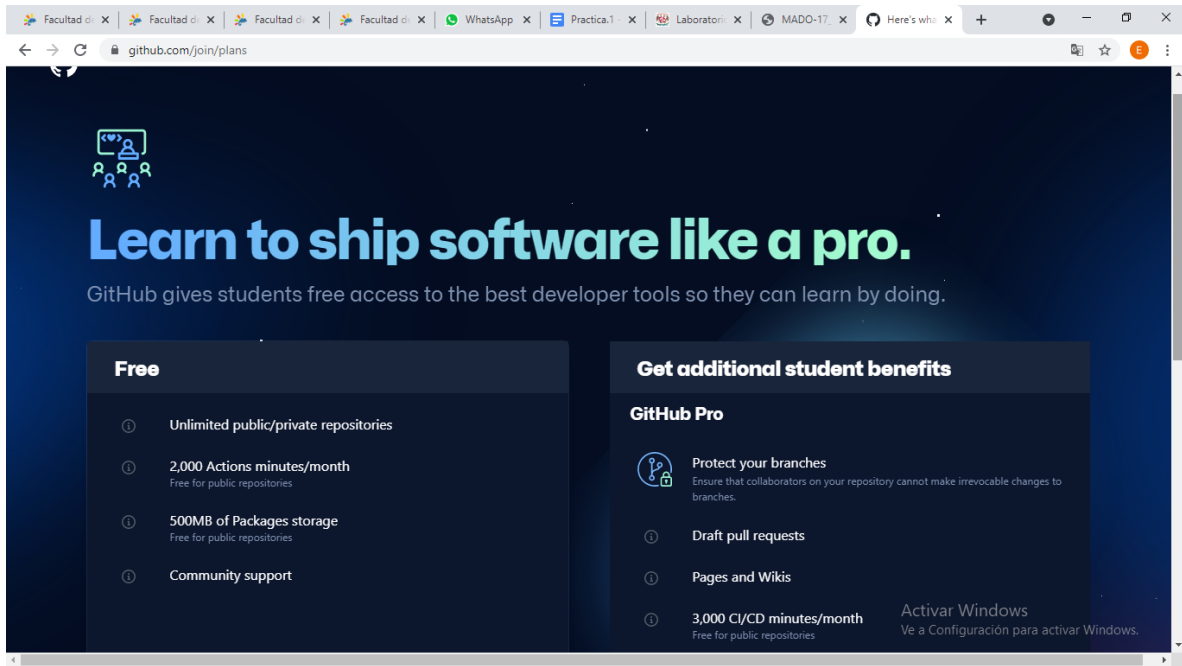 Facultad de
Facultad de
Facultad de
Facultad de
WhatsApp
Practica.1 -
Laboratorio
MADO-17_
Here's wha
github.com/join/plans
E
Learn to ship software like a pro.
GitHub gives students free access to the best developer tools so they can learn by doing.
Free
Unlimited public/private repositories
2,000 Actions minutes/month
Free for public repositories
500MB of Packages storage
Free for public repositories
Community support
Get additional student benefits
GitHub Pro
Protect your branches
Ensure that collaborators on your repository cannot make irrevocable changes to
branches.
Draft pull requests
Pages and Wikis
3,000 CI/CD minutes/month
Free for public repositories
Activar Windows
Ve a Configuración para activar Windows.